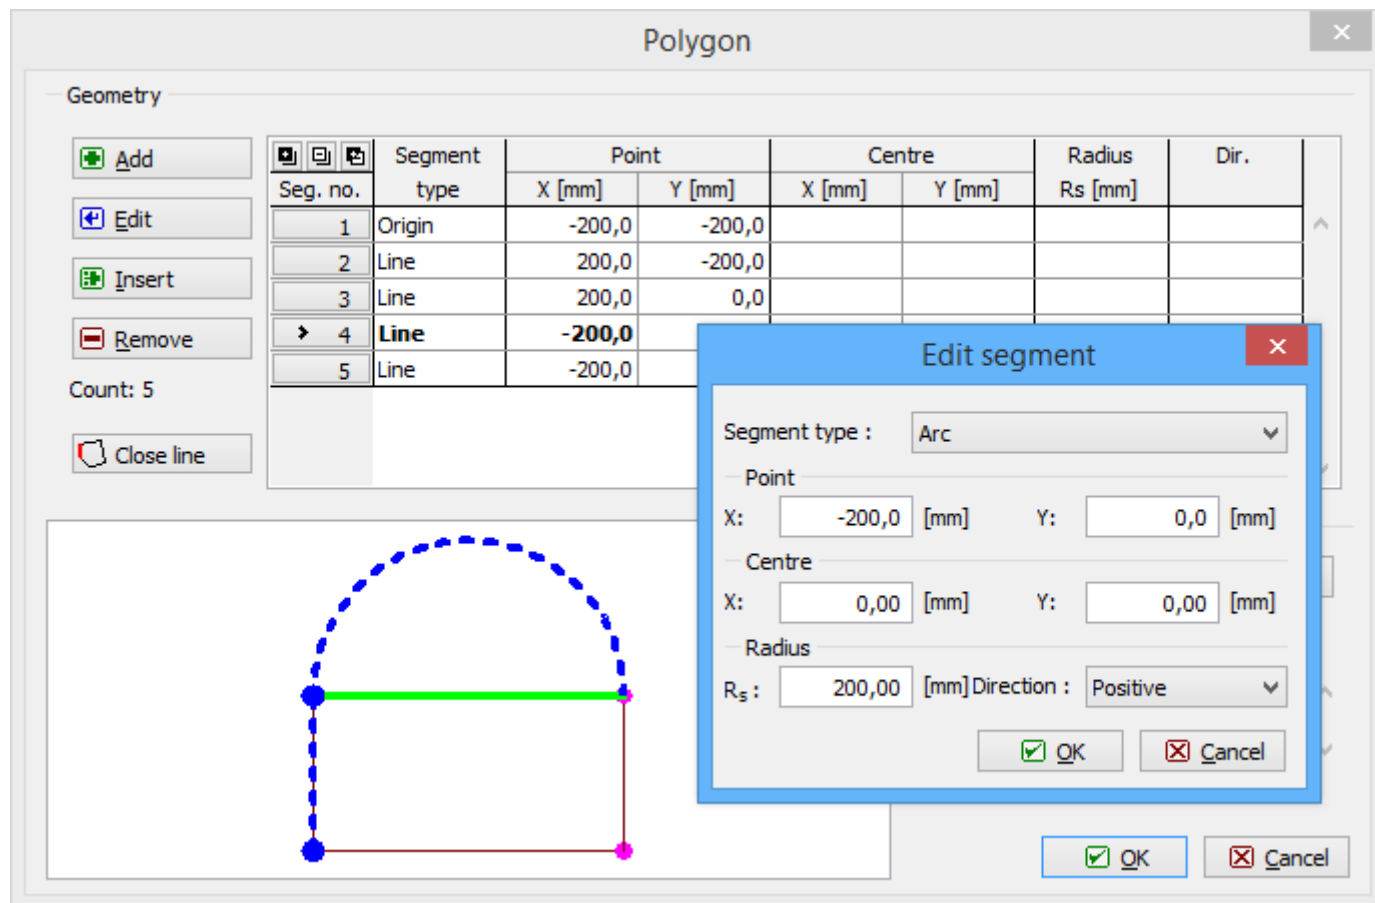 Polygon
Geometry
Add
Edit
Insert
Remove
Count: 5
Close line
Segment Point Centre Radius Dir.
Seg. no. type X [mm] Y [mm] X [mm] Y [mm] Rs [mm]
1 Origin -200,0 -200,0
2 Line 200,0 -200,0
3 Line 200,0 0,0
4 Line -200,0
5 Line -200,0
Edit segment
Segment type : Arc
Point
X: -200,0 [mm] Y: 0,0 [mm]
Centre
X: 0,00 [mm] Y: 0,00 [mm]
Radius
Rs : 200,00 [mm] Direction : Positive
OK Cancel
OK Cancel